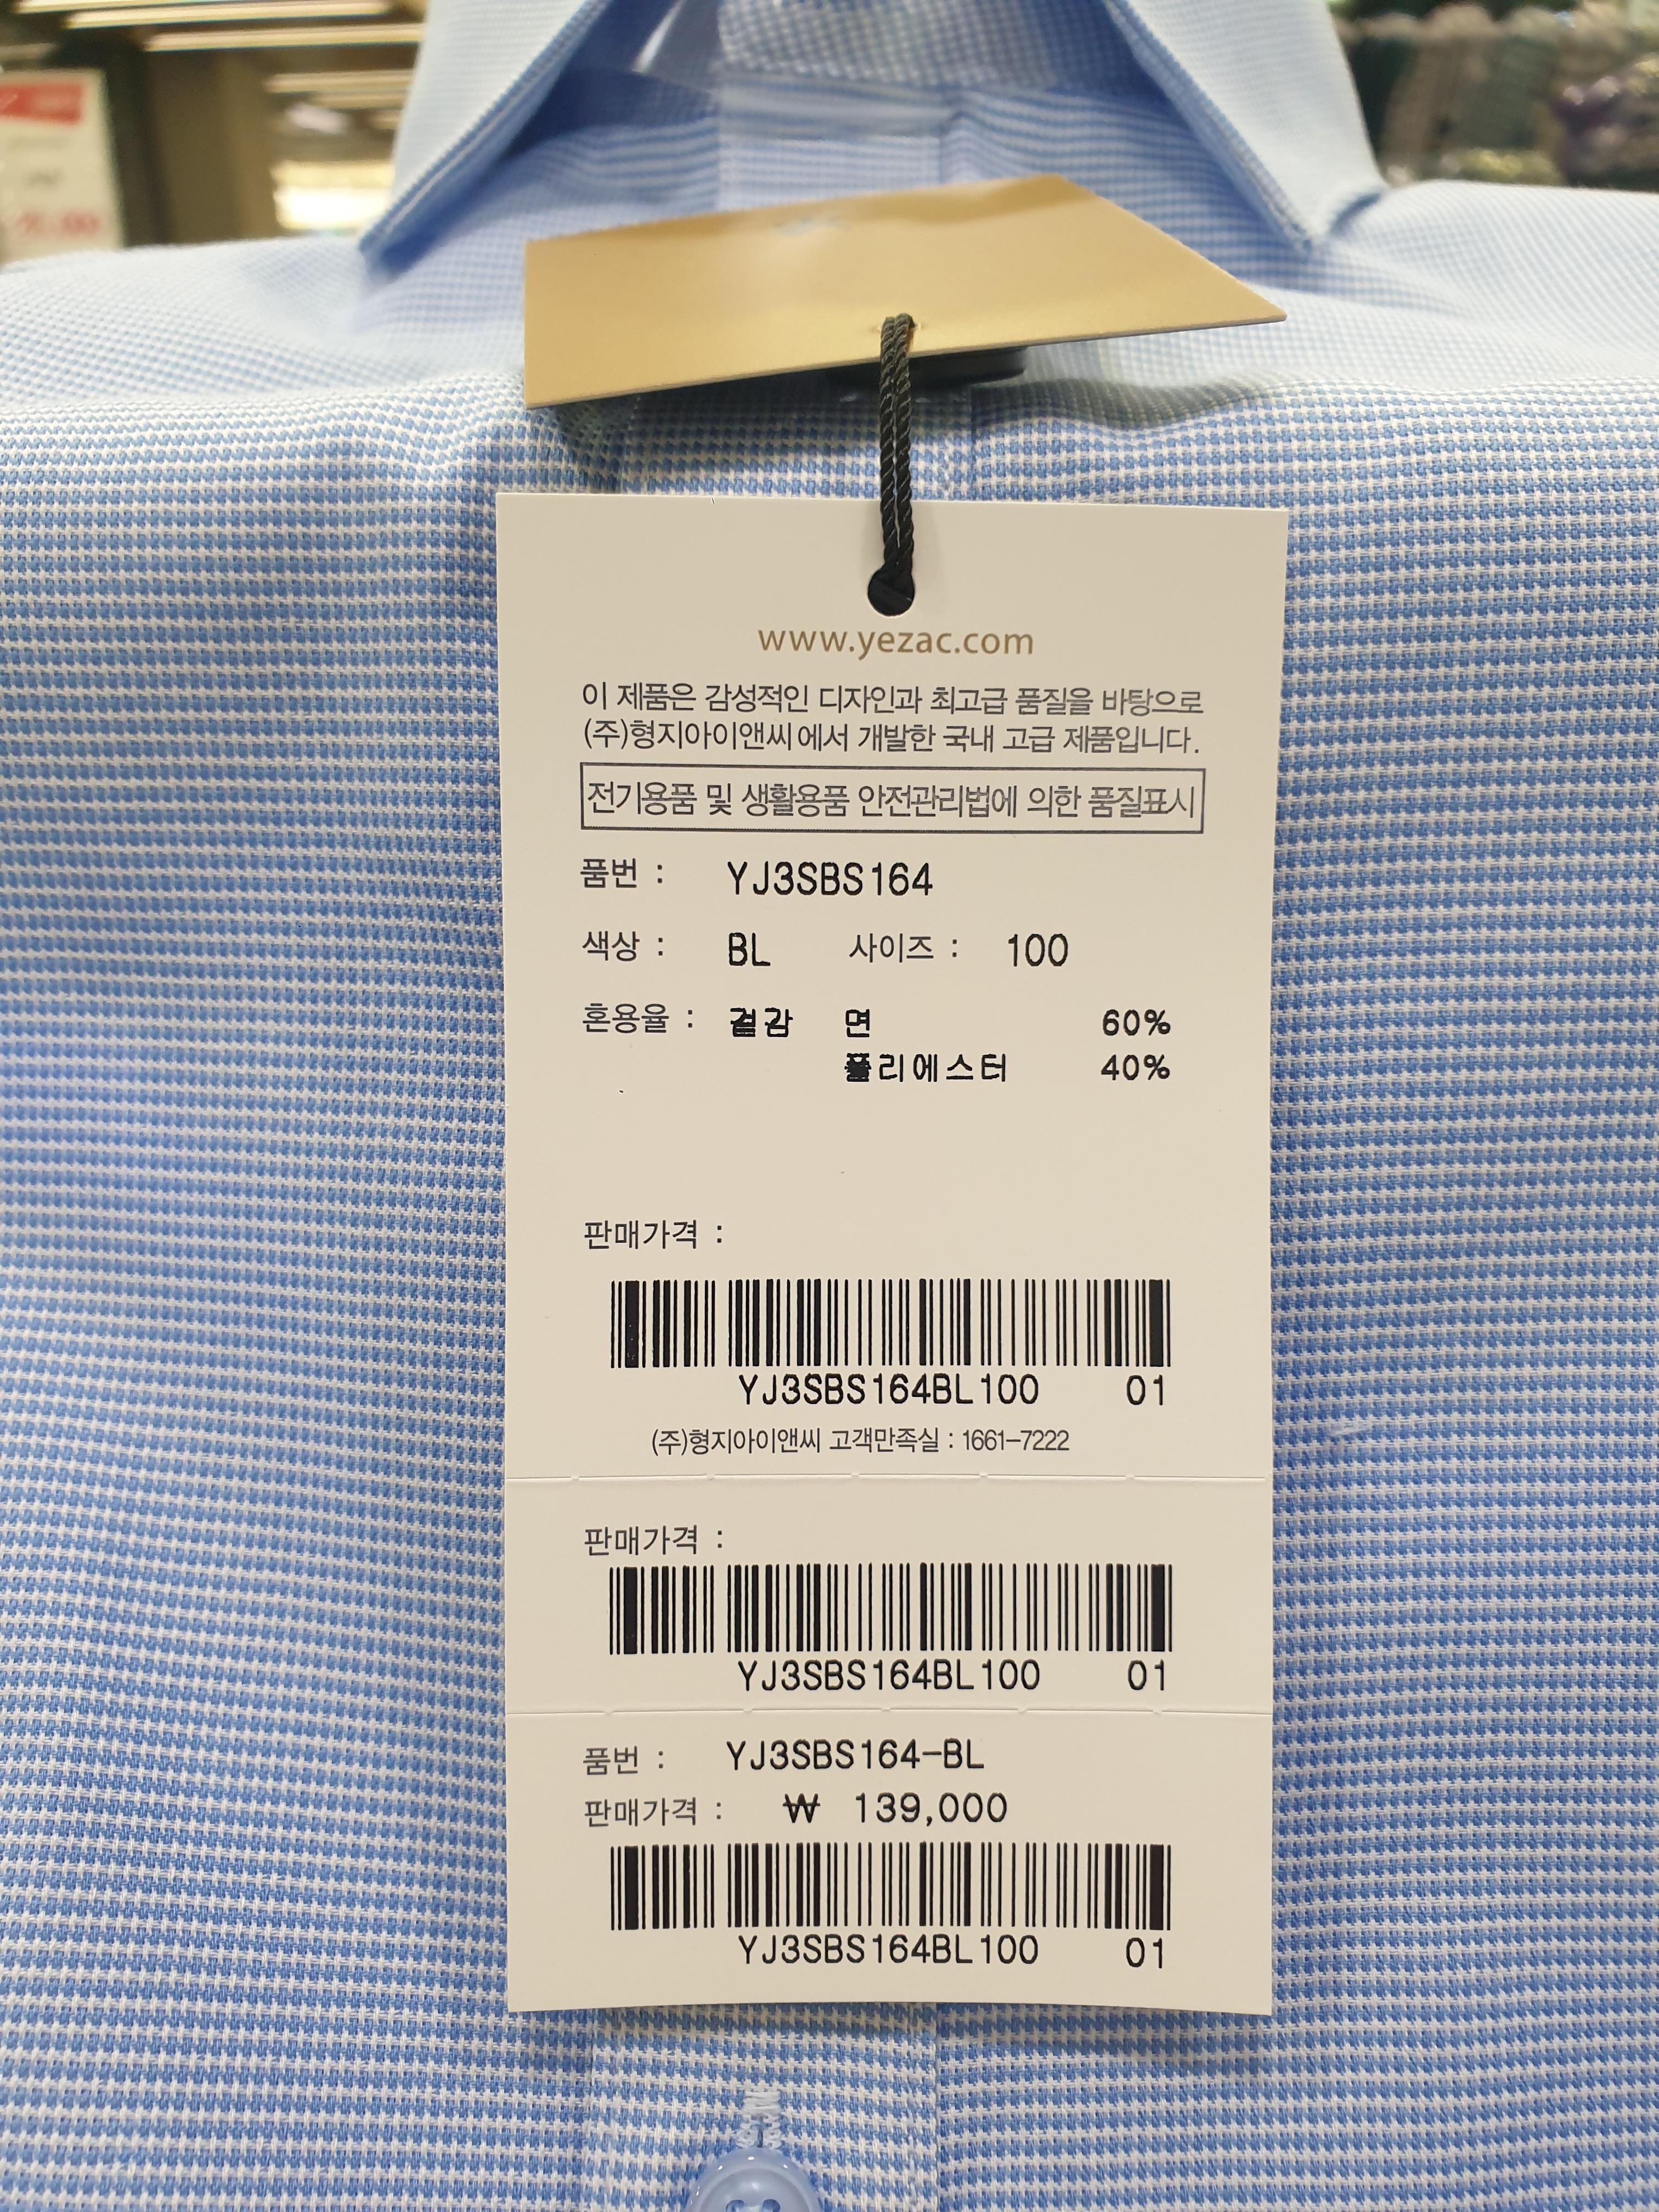 www.yezac.com
이 제품은 감성적인 디자인과 최고급 품질을 바탕으로
(주)형지아이앤씨에서 개발한 국내 고급 제품입니다.
전기용품 및 생활용품 안전관리법에 의한 품질표시
품번 : YJ3SBS164
색상 : BL 사이즈 : 100
혼용율 : 겉감 면 60%
폴리에스터 40%
판매가격 :
YJ3SBS164BL100 01
(주)형지아이앤씨 고객만족실 : 1661-7222
판매가격 :
YJ3SBS164BL100 01
품번 : YJ3SBS164-BL
판매가격 : ₩ 139,000
YJ3SBS164BL100 01